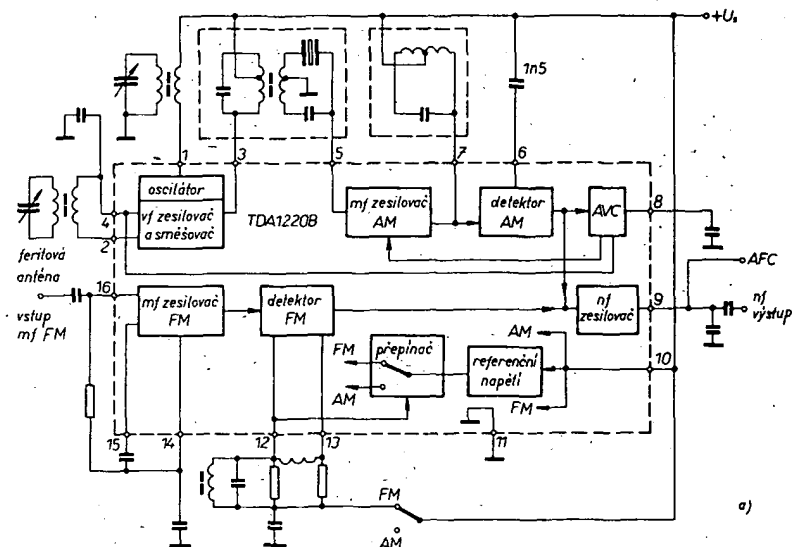 +Us
1n5
1
3
5
7
6
oscilátor
vf zesilovač
a směšovač
TDA1220B
mf zesilovač
AM
detektor
AM
AVC
8
4
2
feritová
anténa
AFC
16
vstup
mf FM
mf zesilovač
FM
detektor
FM
nf
zesilovač
9
nf
výstup
přepínač
FM
AM
referenční
napětí
AM
FM
10
15
14
12
13
11
FM
AM
a)